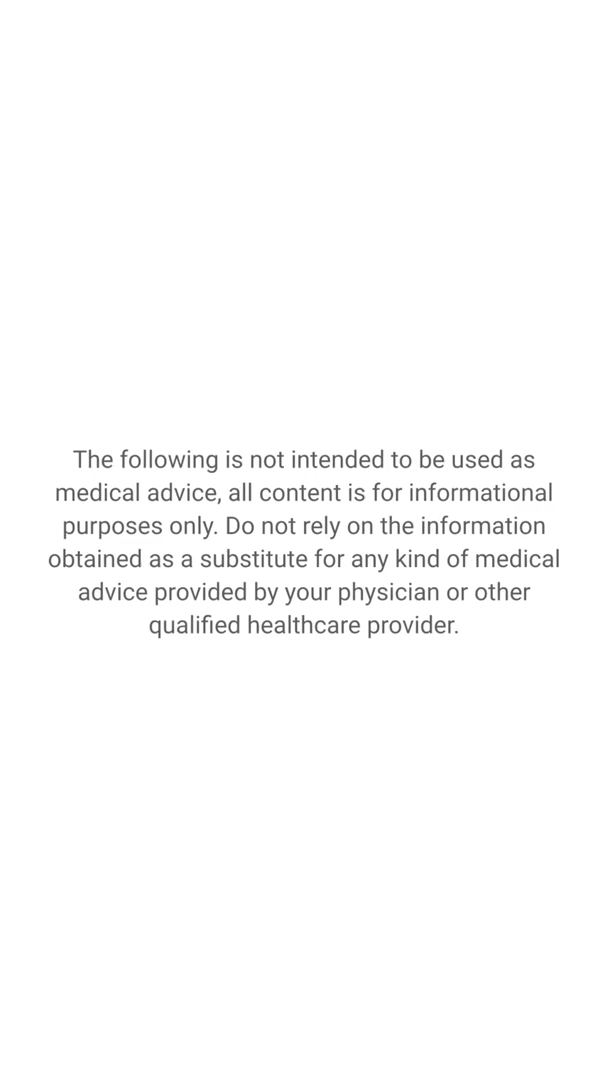 The following is not intended to be used as
medical advice, all content is for informational
purposes only. Do not rely on the information
obtained as a substitute for any kind of medical
advice provided by your physician or other
qualified healthcare provider.